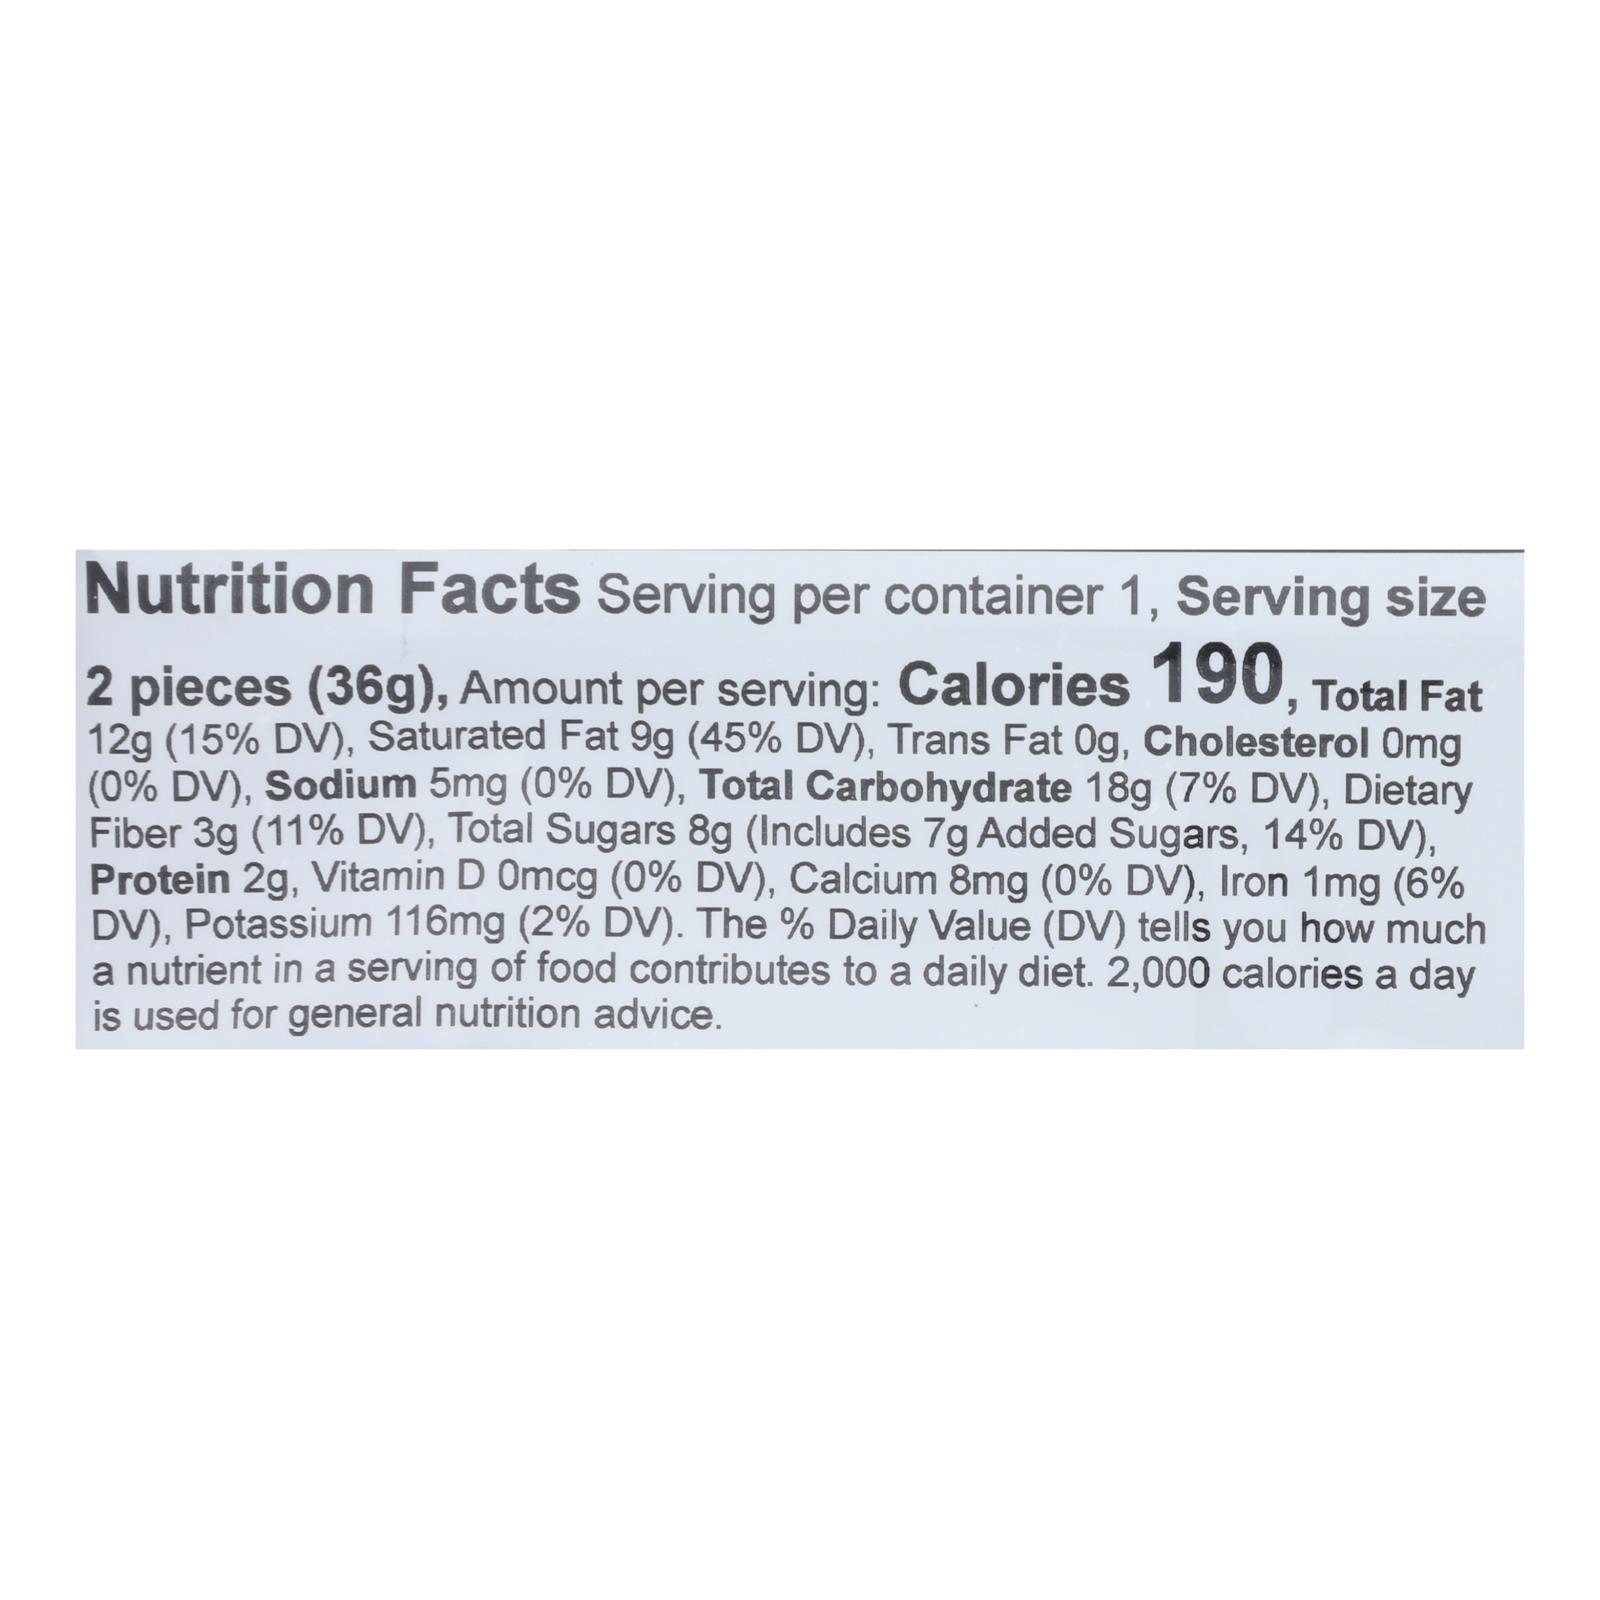 Nutrition Facts Serving per container 1, Serving size
2 pieces (36g), Amount per serving: Calories 190, Total Fat
12g (15% DV), Saturated Fat 9g (45% DV), Trans Fat 0g, Cholesterol 0mg
(0% DV), Sodium 5mg (0% DV), Total Carbohydrate 18g (7% DV), Dietary
Fiber 3g (11% DV), Total Sugars 8g (Includes 7g Added Sugars, 14% DV),
Protein 2g, Vitamin D 0mcg (0% DV), Calcium 8mg (0% DV), Iron 1mg (6%
DV), Potassium 116mg (2% DV). The % Daily Value (DV) tells you how much
a nutrient in a serving of food contributes to a daily diet. 2,000 calories a day
is used for general nutrition advice.